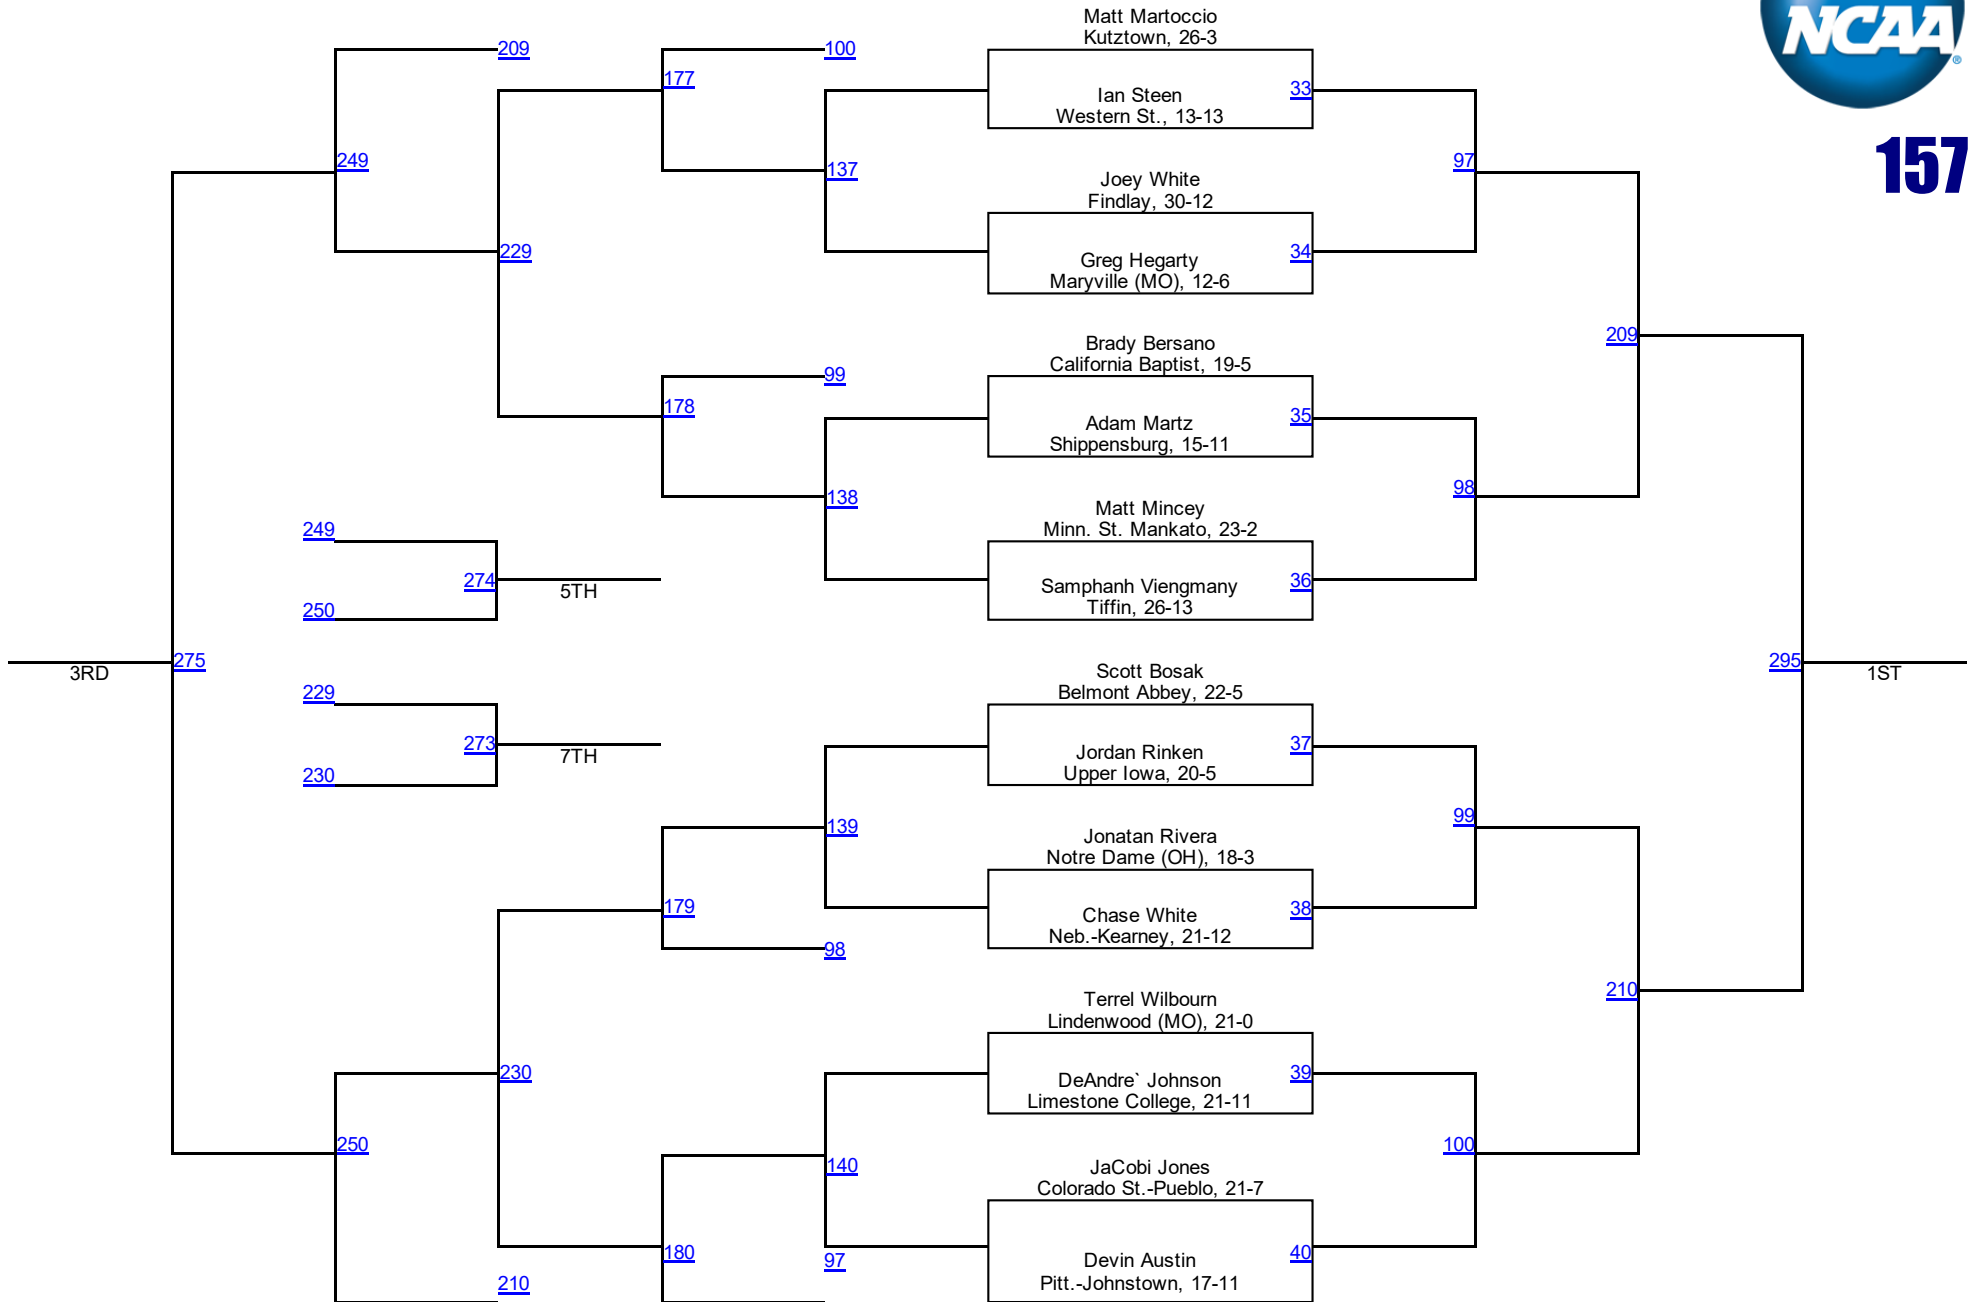 NCAA
®
157
Matt Martoccio
Kutztown, 26-3
209
100
177
Ian Steen
Western St., 13-13
33
249
137
97
Joey White
Findlay, 30-12
229
Greg Hegarty
Maryville (MO), 12-6
34
209
Brady Bersano
California Baptist, 19-5
99
178
Adam Martz
Shippensburg, 15-11
35
138
98
Matt Mincey
Minn. St. Mankato, 23-2
249
274
5TH
250
Samphanh Viengmany
Tiffin, 26-13
36
3RD
275
295
1ST
Scott Bosak
Belmont Abbey, 22-5
229
273
7TH
230
Jordan Rinken
Upper Iowa, 20-5
37
139
99
Jonatan Rivera
Notre Dame (OH), 18-3
179
Chase White
Neb.-Kearney, 21-12
38
98
210
Terrel Wilbourn
Lindenwood (MO), 21-0
230
DeAndre` Johnson
Limestone College, 21-11
39
250
140
100
JaCobi Jones
Colorado St.-Pueblo, 21-7
180
97
Devin Austin
Pitt.-Johnstown, 17-11
40
210